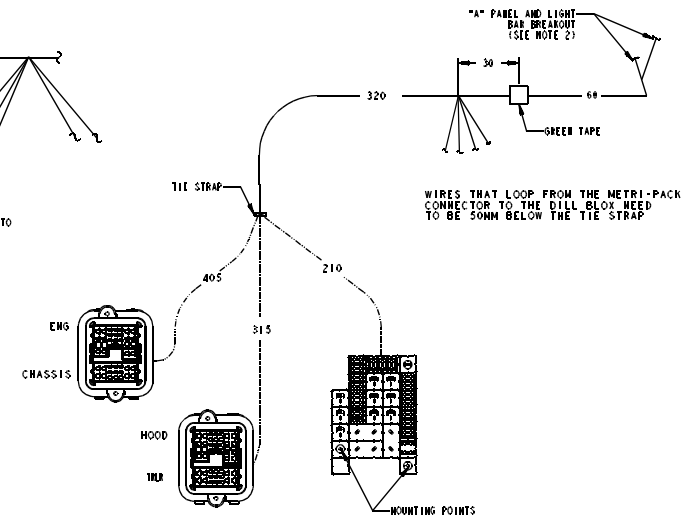 "A" PANEL AND LIGHT
BAR BREAKOUT
(SEE NOTE 2)
30
320
60
GREEN TAPE
TIE STRAP
WIRES THAT LOOP FROM THE METRI-PACK
CONNECTOR TO THE DILL BLOX NEED
TO BE 50MM BELOW THE TIE STRAP
TO
405
210
315
ENG
CHASSIS
HOOD
TRLR
MOUNTING POINTS